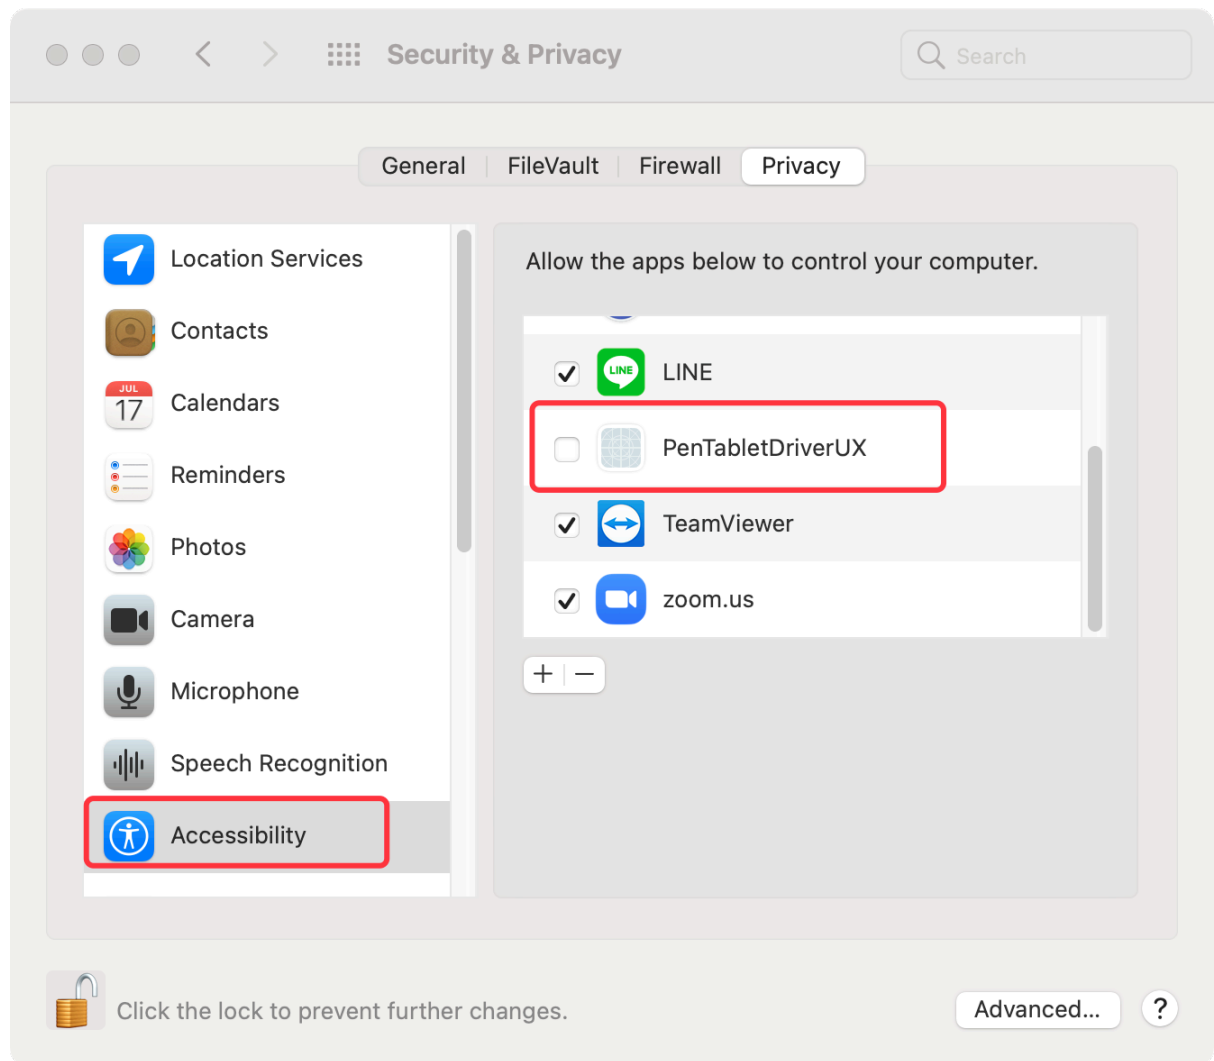 Security & Privacy
Search
General
FileVault
Firewall
Privacy
Location Services
Contacts
JUL
17
Calendars
Reminders
Photos
Camera
Microphone
Speech Recognition
Accessibility
Allow the apps below to control your computer.
LINE
LINE
PenTabletDriverUX
TeamViewer
zoom.us
+
−
Click the lock to prevent further changes.
Advanced...
?